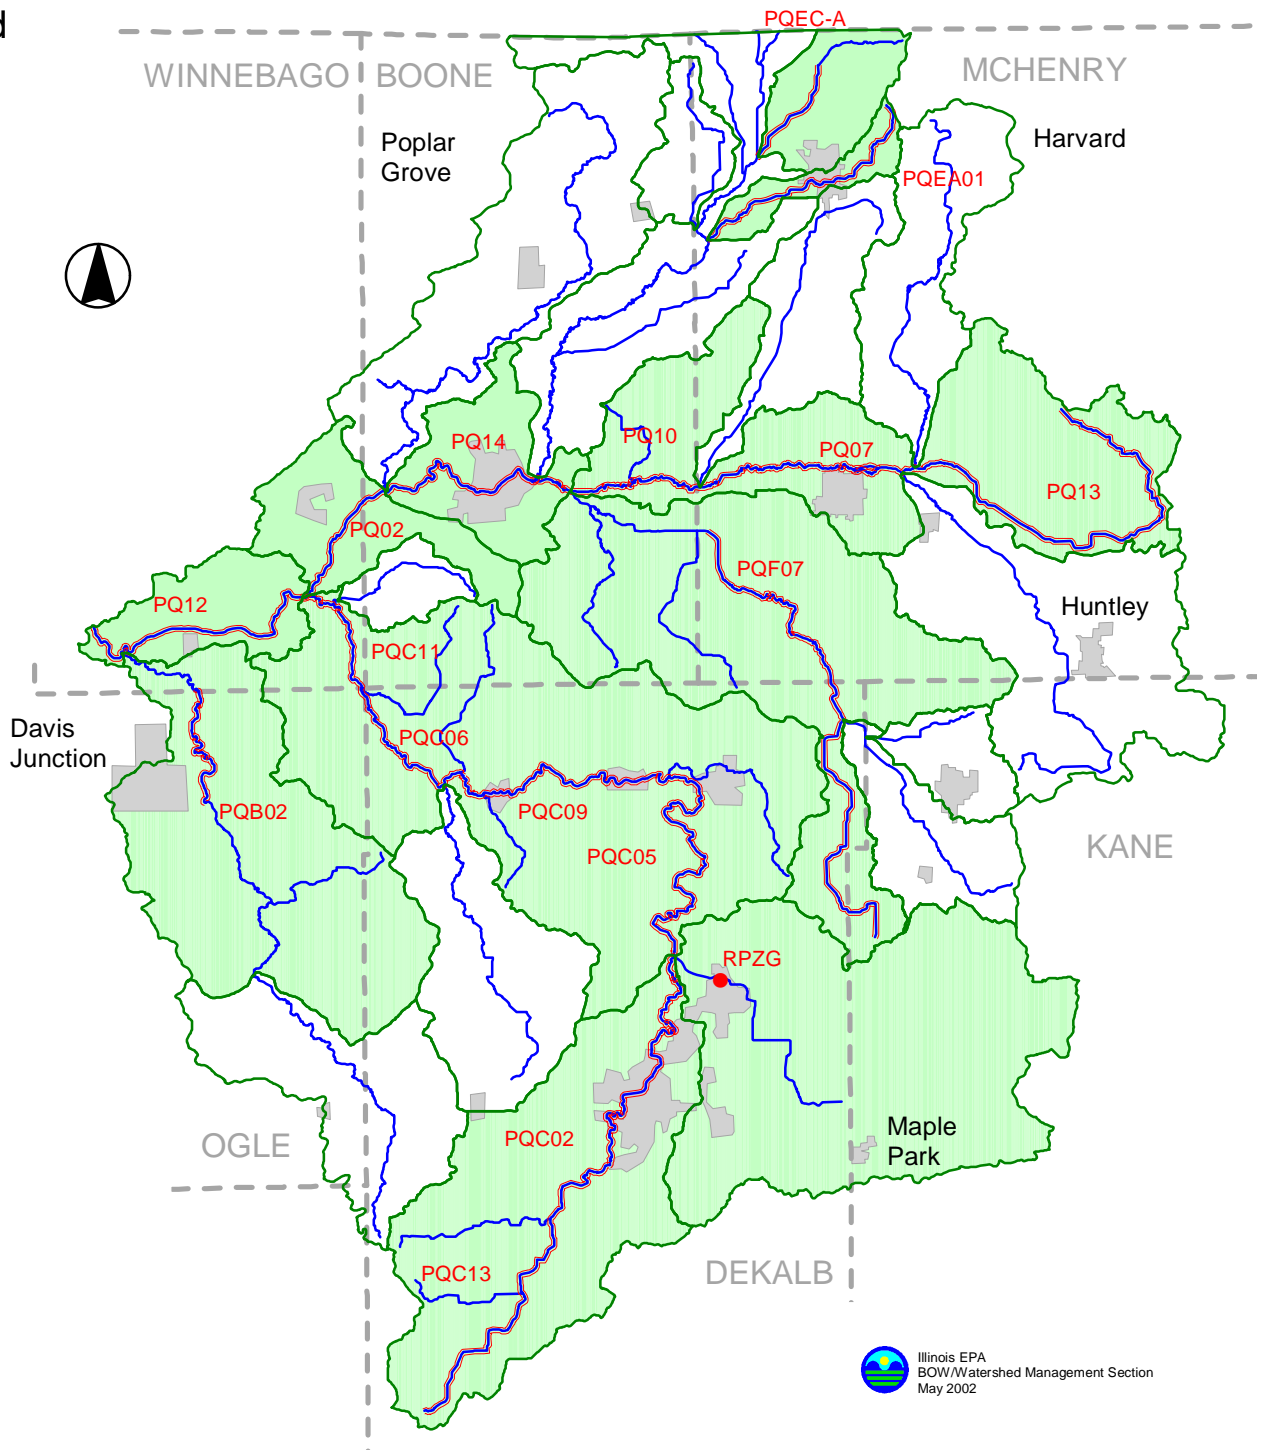 d
PQEC-A
WINNEBAGO
BOONE
MCHENRY
Poplar
Grove
Harvard
PQEA01
PQ14
PQ10
PQ07
PQ13
PQ02
PQF07
PQ12
Huntley
PQC11
Davis
Junction
PQC06
PQB02
PQC09
PQC05
KANE
RPZG
OGLE
PQC02
Maple
Park
PQC13
DEKALB
Illinois EPA
BOW/Watershed Management Section
May 2002